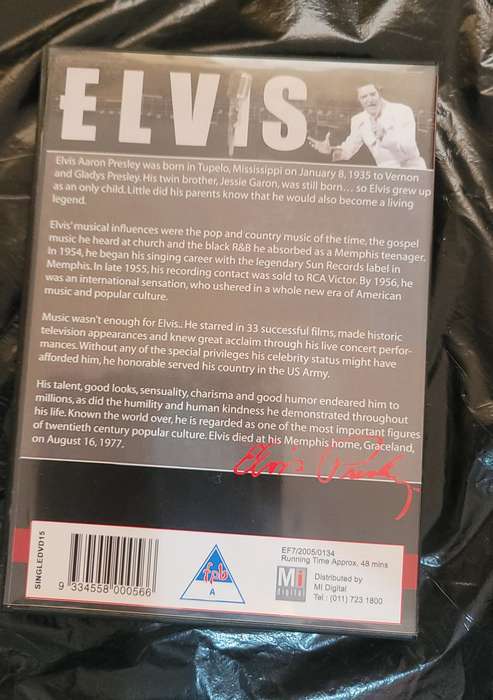 ELVIS
Elvis Aaron Presley was born in Tupelo, Mississippi on January 8, 1935 to Vernon
and Gladys Presley. His twin brother, Jessie Garon, was still born... so Elvis grew up
as an only child. Little did his parents know that he would also become a living
legend.
Elvis' musical influences were the pop and country music of the time, the gospel
music he heard at church and the black R&B he absorbed as a Memphis teenager.
In 1954, he began his singing career with the legendary Sun Records label in
Memphis. In late 1955, his recording contact was sold to RCA Victor. By 1956, he
was an international sensation, who ushered in a whole new era of American
music and popular culture.
Music wasn't enough for Elvis.. He starred in 33 successful films, made historic
television appearances and knew great acclaim through his live concert perfor-
mances. Without any of the special privileges his celebrity status might have
afforded him, he honorable served his country in the US Army.
His talent, good looks, sensuality, charisma and good humor endeared him to
millions, as did the humility and human kindness he demonstrated throughout
his life. Known the world over, he is regarded as one of the most important figures
of twentieth century popular culture. Elvis died at his Memphis home, Graceland,
on August 16, 1977.
Elvis Presley
SINGLEDVD15
9 334558 000566
fpb
A
EF7/2005/0134
Running Time Approx. 48 mins
Mi
digital
Distributed by
MI Digital
Tel : (011) 723 1800